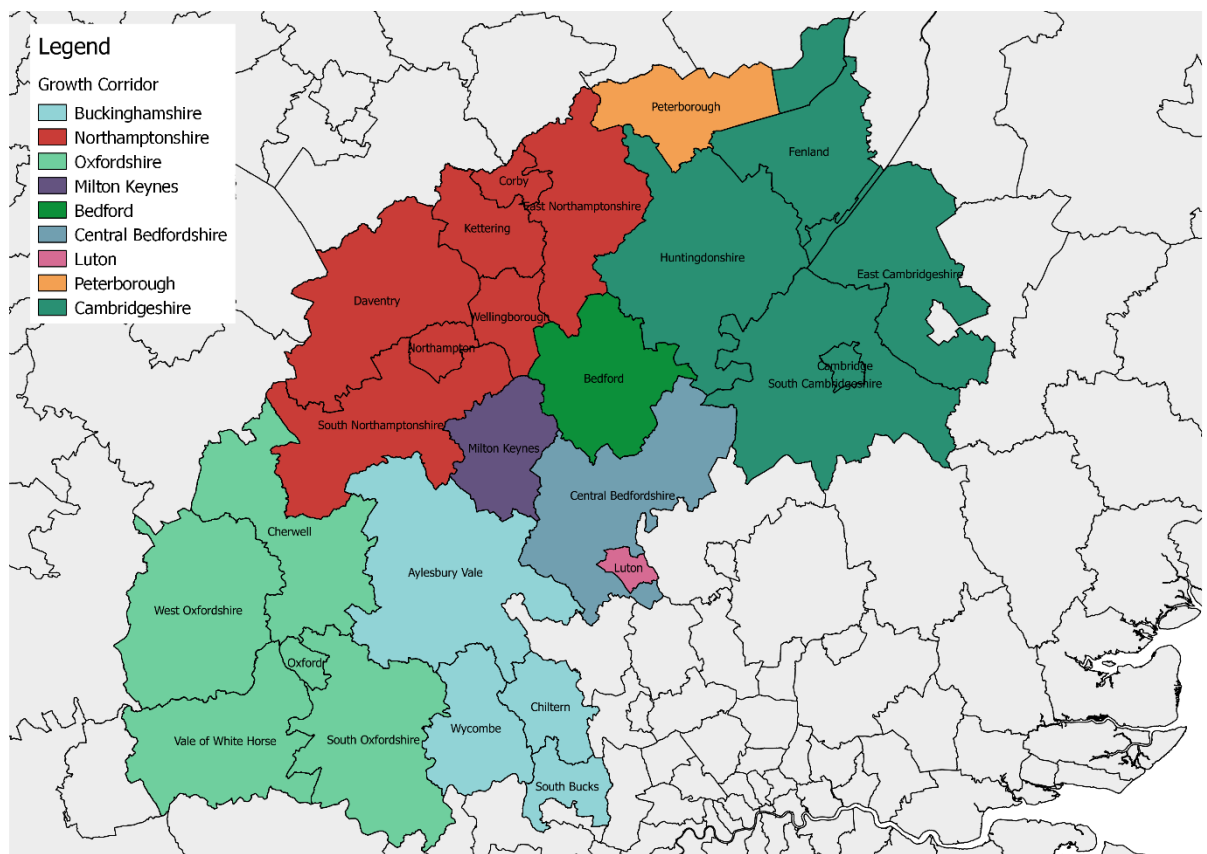 Legend
Growth Corridor
Buckinghamshire
Northamptonshire
Oxfordshire
Milton Keynes
Bedford
Central Bedfordshire
Luton
Peterborough
Cambridgeshire
Peterborough
Fenland
Corby
East Northamptonshire
Kettering
Huntingdonshire
East Cambridgeshire
Daventry
Wellingborough
Northampton
Cambridge
Bedford
South Cambridgeshire
South Northamptonshire
Milton Keynes
Central Bedfordshire
Cherwell
Luton
Aylesbury Vale
West Oxfordshire
Oxford
Chiltern
Wycombe
Vale of White Horse
South Oxfordshire
South Bucks